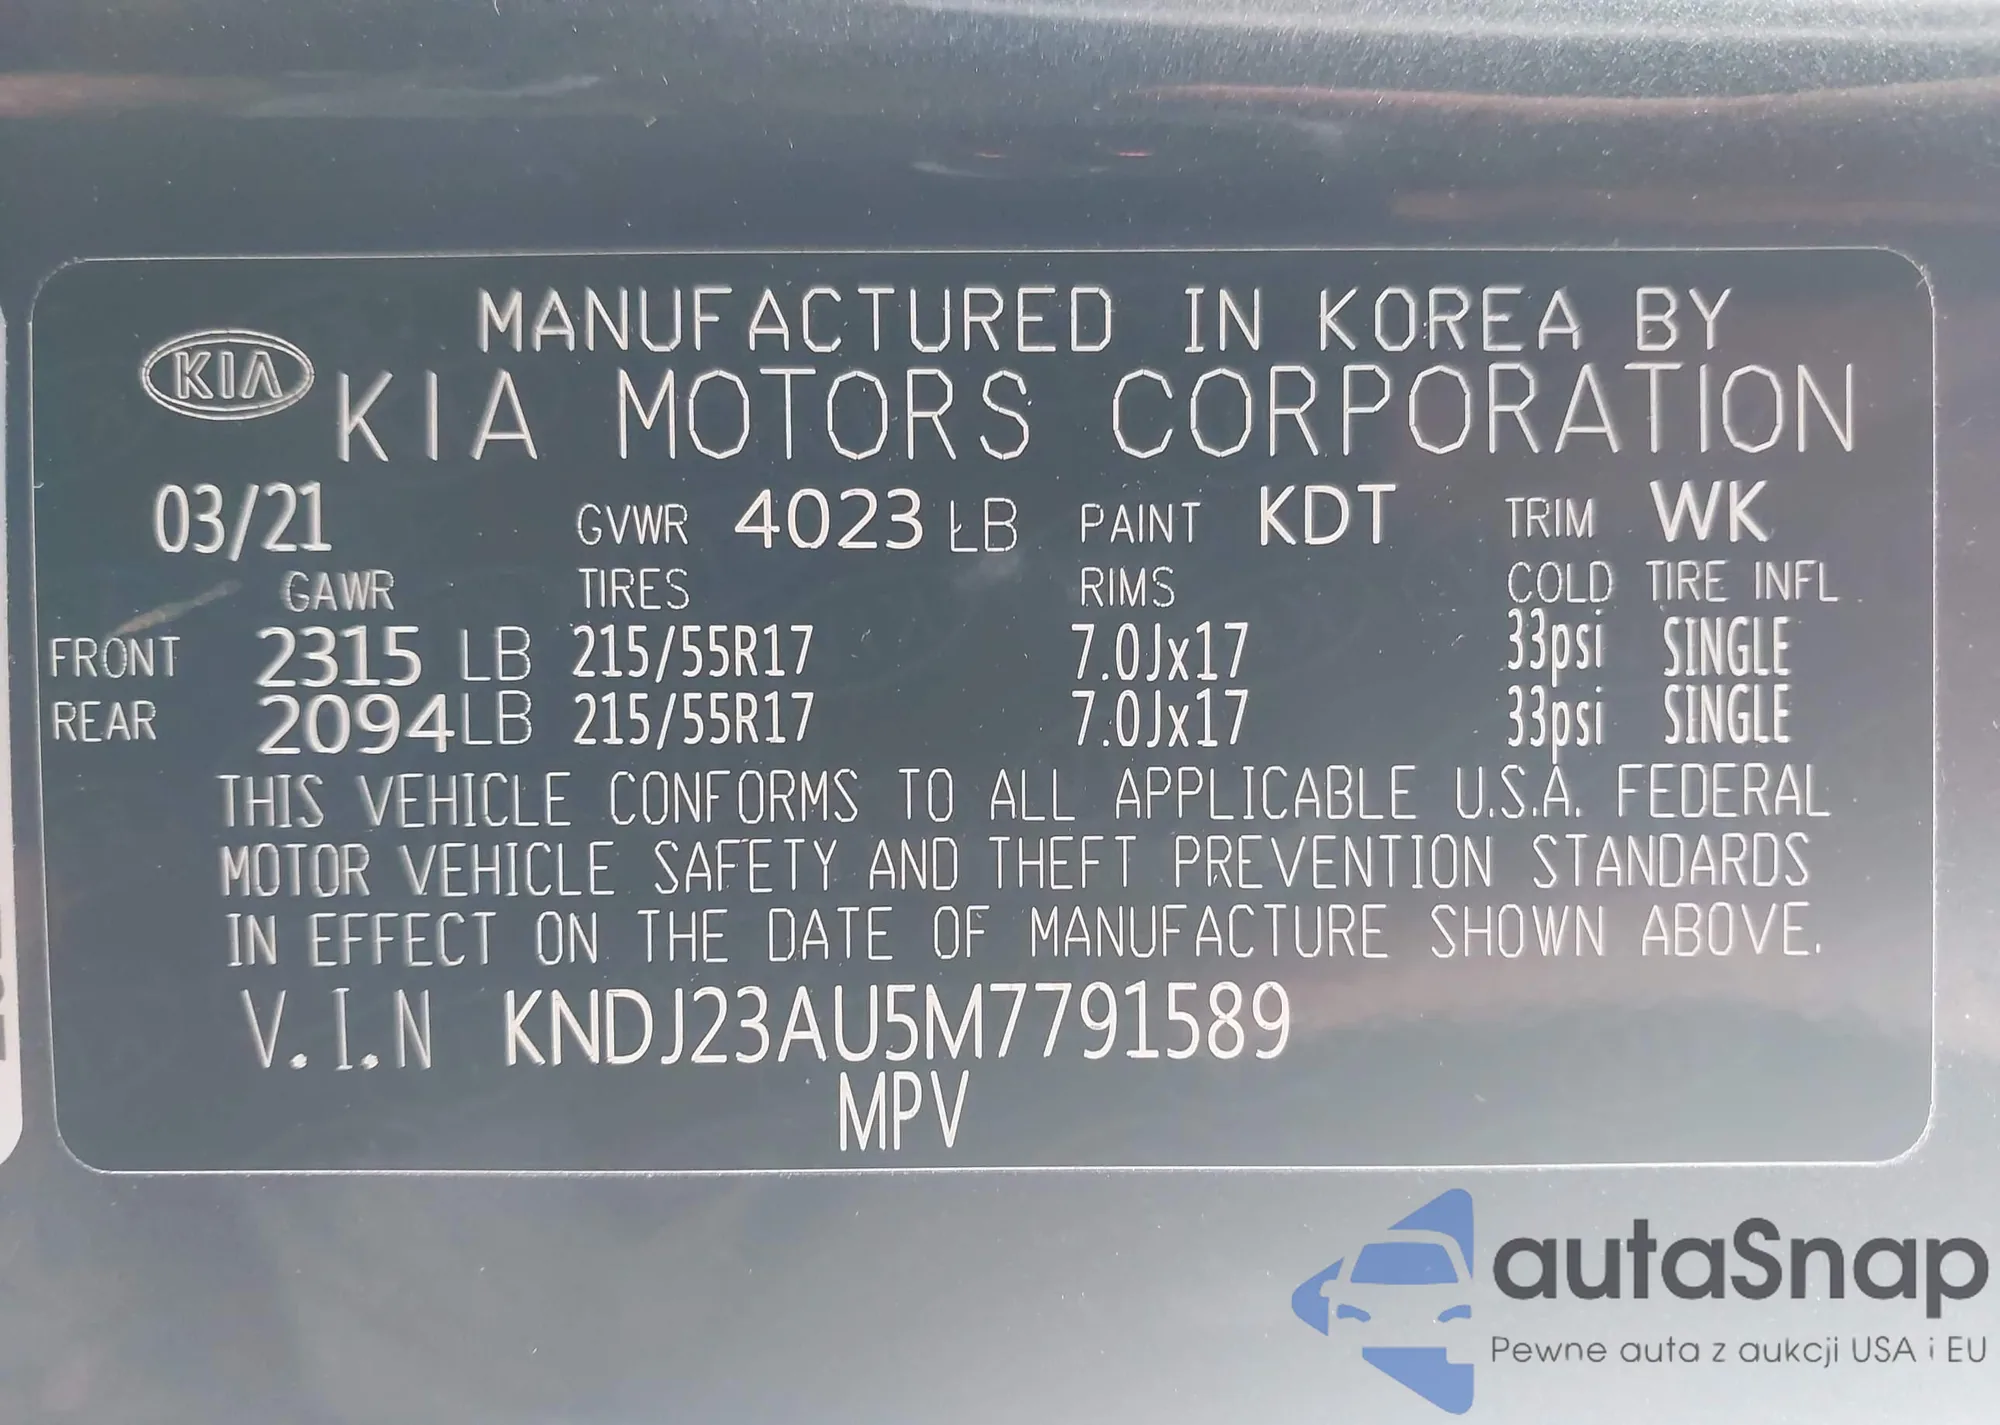 MANUFACTURED IN KOREA BY
KIA KIA MOTORS CORPORATION
03/21 GVWR 4023 LB PAINT KDT TRIM WK
GAWR TIRES RIMS COLD TIRE INFL
FRONT 2315 LB 215/55R17 7.0Jx17 33psi SINGLE
REAR 2094 LB 215/55R17 7.0Jx17 33psi SINGLE
THIS VEHICLE CONFORMS TO ALL APPLICABLE U.S.A. FEDERAL
MOTOR VEHICLE SAFETY AND THEFT PREVENTION STANDARDS
IN EFFECT ON THE DATE OF MANUFACTURE SHOWN ABOVE.
V.I.N KNDJ23AU5M7791589
MPV
autaSnap
Pewne auta z aukcji USA i EU